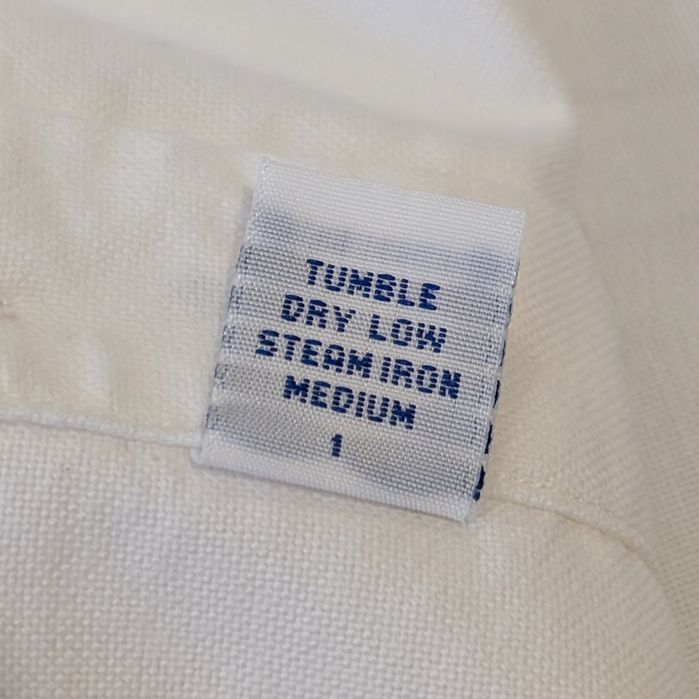 TUMBLE
DRY LOW
STEAM IRON
MEDIUM
1